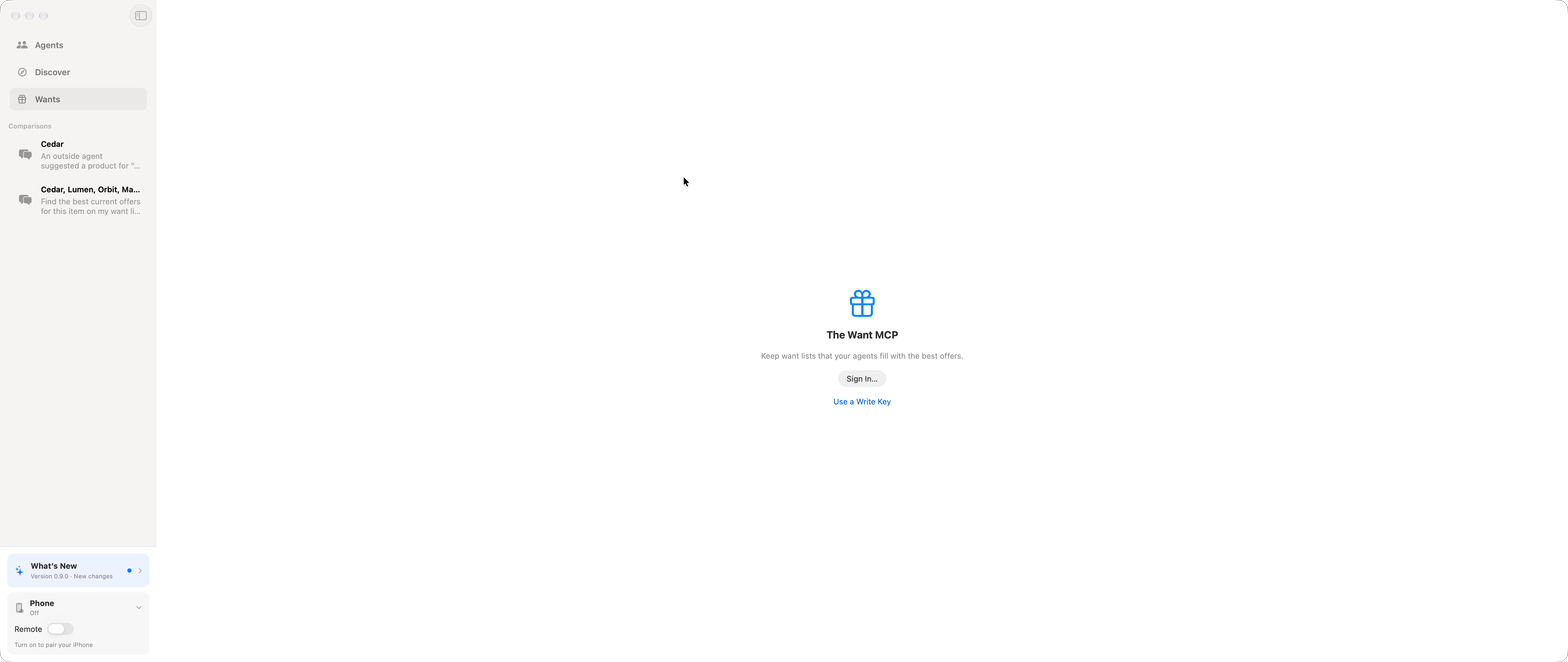 Agents
Discover
Wants
Comparisons
Cedar
An outside agent
suggested a product for "...
Cedar, Lumen, Orbit, Ma...
Find the best current offers
for this item on my want li...
The Want MCP
Keep want lists that your agents fill with the best offers.
Sign In...
Use a Write Key
What's New
Version 0.9.0 · New changes
Phone
Off
Remote
Turn on to pair your iPhone